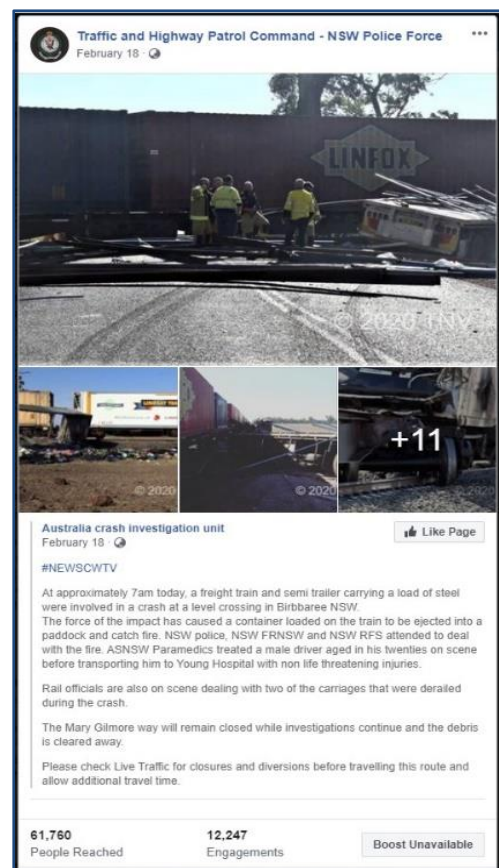 Traffic and Highway Patrol Command - NSW Police Force
February 18 ·
LINFOX
© 2020 TNV
© 2020
© 2020
+11
© 2020
Australia crash investigation unit
February 18 ·
Like Page
#NEWSCWTV
At approximately 7am today, a freight train and semi trailer carrying a load of steel
were involved in a crash at a level crossing in Birbbaree NSW.
The force of the impact has caused a container loaded on the train to be ejected into a
paddock and catch fire. NSW police, NSW FRNSW and NSW RFS attended to deal
with the fire. ASNSW Paramedics treated a male driver aged in his twenties on scene
before transporting him to Young Hospital with non life threatening injuries.
Rail officials are also on scene dealing with two of the carriages that were derailed
during the crash.
The Mary Gilmore way will remain closed while investigations continue and the debris
is cleared away.
Please check Live Traffic for closures and diversions before travelling this route and
allow additional travel time.
61,760
People Reached
12,247
Engagements
Boost Unavailable